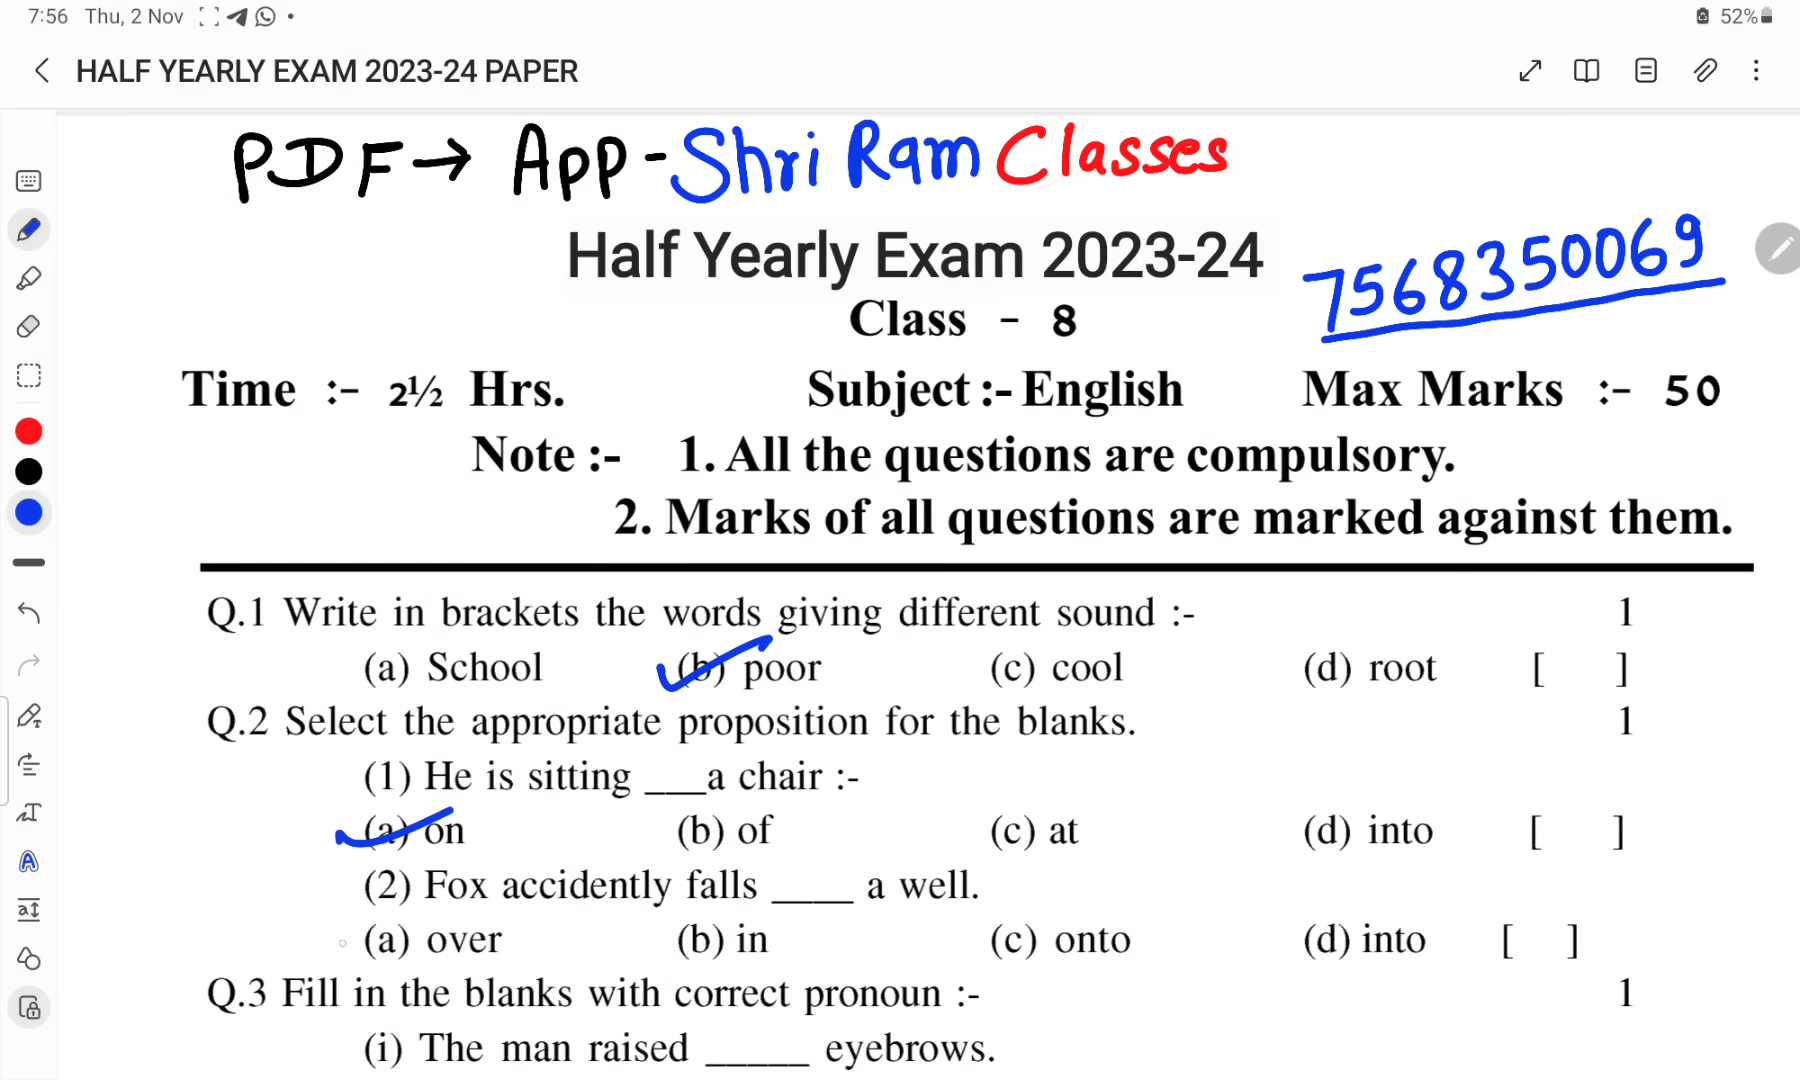 7:56 Thu, 2 Nov 52%
HALF YEARLY EXAM 2023-24 PAPER
PDF → App - Shri Ram Classes
Half Yearly Exam 2023-24
7568350069
Class - 8
Time :- 2½ Hrs. Subject :- English Max Marks :- 50
Note :- 1. All the questions are compulsory.
2. Marks of all questions are marked against them.
Q.1 Write in brackets the words giving different sound :- 1
(a) School (b) poor (c) cool (d) root [ ]
Q.2 Select the appropriate proposition for the blanks. 1
(1) He is sitting ___a chair :-
(a) on (b) of (c) at (d) into [ ]
(2) Fox accidently falls ____ a well.
(a) over (b) in (c) onto (d) into [ ]
Q.3 Fill in the blanks with correct pronoun :- 1
(i) The man raised _____ eyebrows.